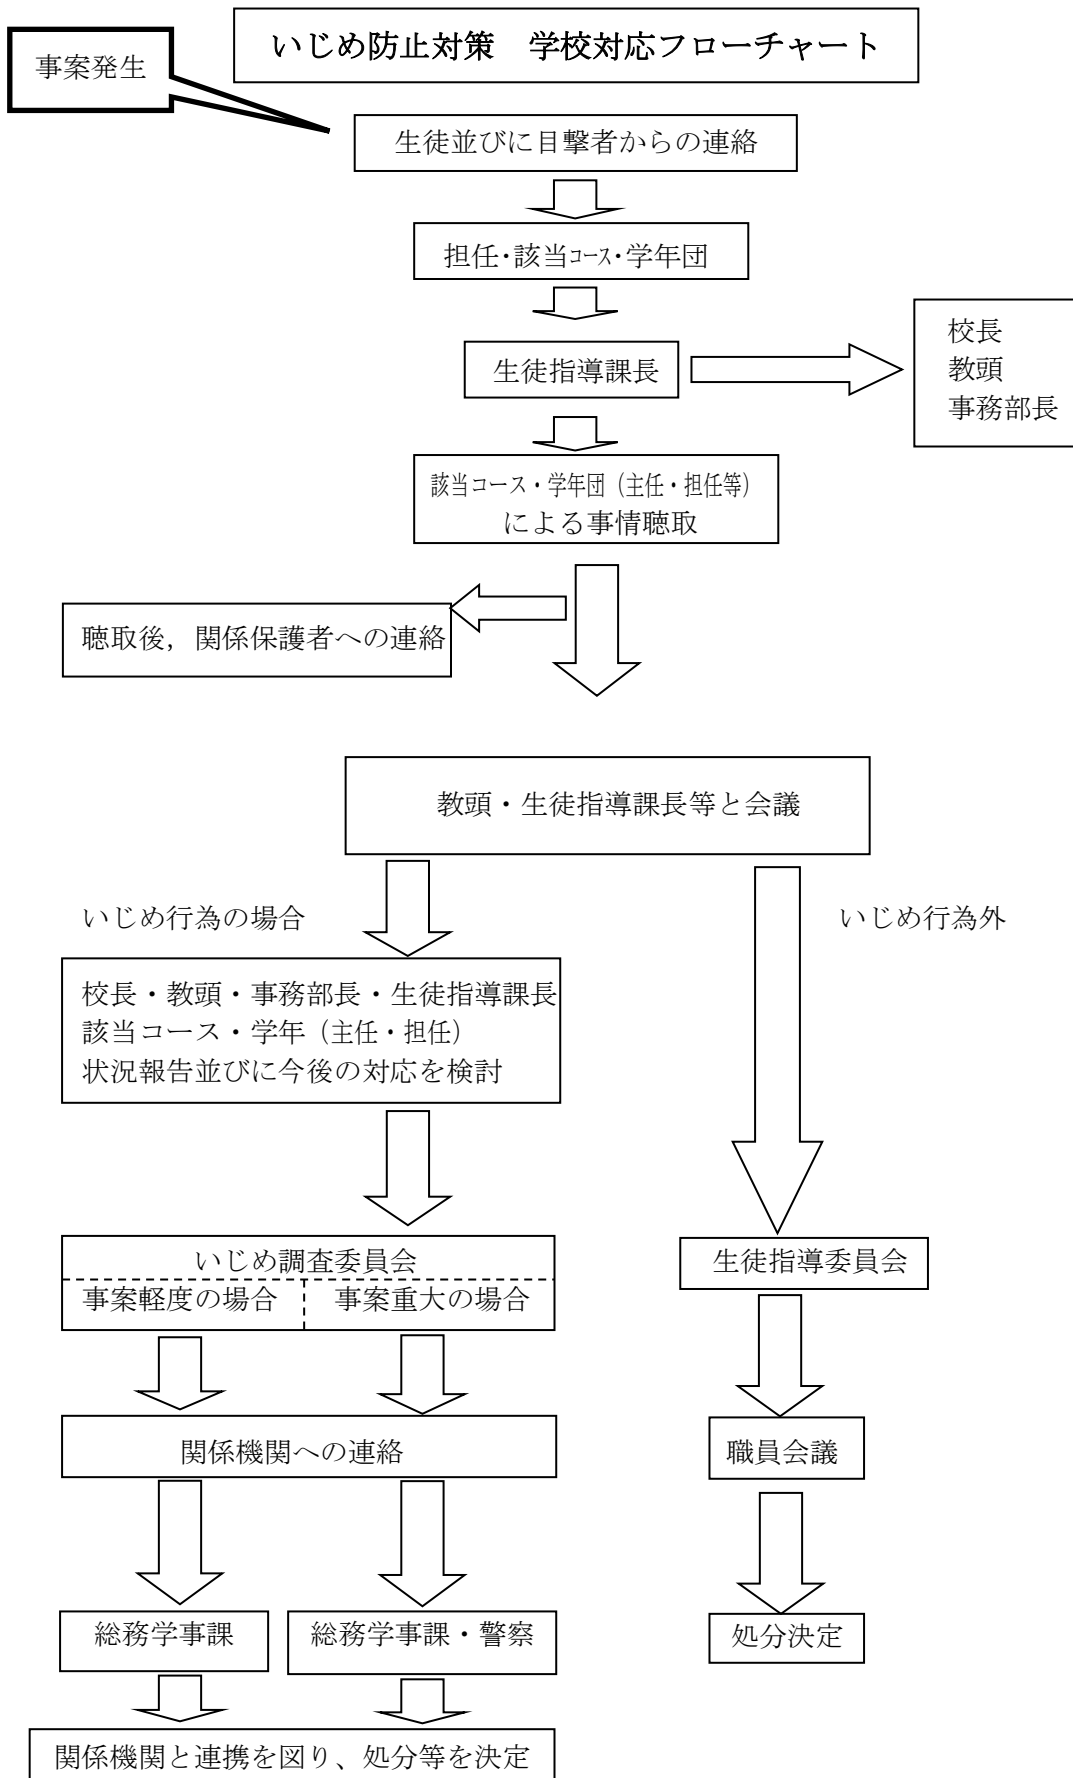 いじめ防止対策　学校対応フローチャート
事案発生
生徒並びに目撃者からの連絡
担任・該当コース・学年団
生徒指導課長
校長
教頭
事務部長
該当コース・学年団（主任・担任等）
による事情聴取
聴取後，関係保護者への連絡
教頭・生徒指導課長等と会議
いじめ行為の場合
いじめ行為外
校長・教頭・事務部長・生徒指導課長
該当コース・学年（主任・担任）
状況報告並びに今後の対応を検討
いじめ調査委員会
事案軽度の場合
事案重大の場合
生徒指導委員会
関係機関への連絡
職員会議
総務学事課
総務学事課・警察
処分決定
関係機関と連携を図り、処分等を決定